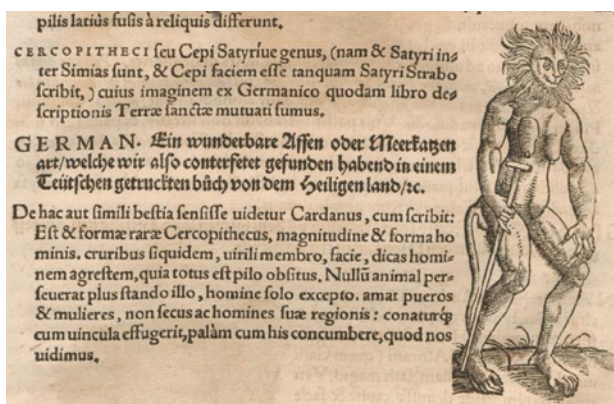 pilis latiùs fusis à reliquis differunt.
CERCOPITHECI seu Cepi Satyriúue genus, (nam & Satyri in⸗
ter Simias sunt, & Cepi faciem esse tanquam Satyri Strabo
scribit, ) cuius imaginem ex Germanico quodam libro de⸗
scriptionis Terræ sanctæ mutuati sumus.
GERMAN. Ein wunderbare Affen oder Meerkatzen
art/welche wir also conterfetet gefunden habend in einem
Teütschen getruckten bůch von dem Heiligen land/ꝛc.
De hac aut simili bestia sensisse uidetur Cardanus, cum scribit:
Est & formæ raræ Cercopithecus, magnitudine & forma ho
minis. cruribus siquidem, uirili membro, facie, dicas homi⸗
nem agrestem, quia totus est pilo obsitus. Nullũ animal per⸗
seuerat plus stando illo, homine solo excepto. amat pueros
& mulieres, non secus ac homines suæ regionis : conaturq́;
cum uincula effugerit, palàm cum his concumbere, quod nos
uidimus.